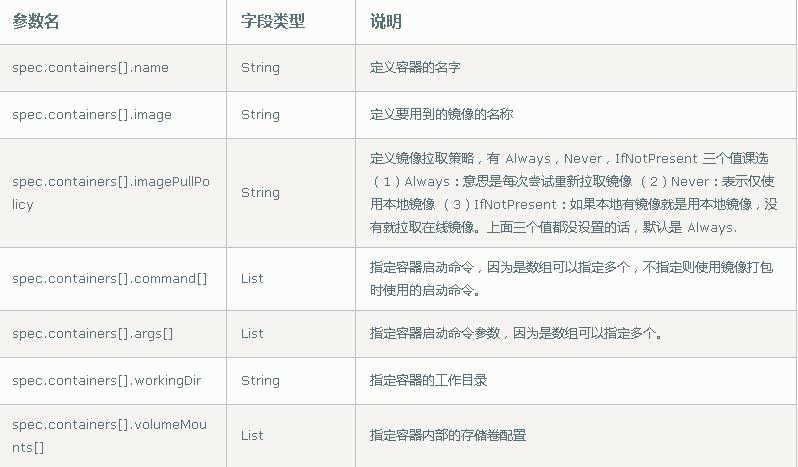 参数名 字段类型 说明
spec.containers[].name String 定义容器的名字
spec.containers[].image String 定义要用到的镜像的名称
定义镜像拉取策略，有 Always，Never，IfNotPresent 三个值课选
spec.containers[].imagePullPo
licy
String
（1）Always：意思是每次尝试重新拉取镜像 （2）Never：表示仅使
用本地镜像 （3）IfNotPresent：如果本地有镜像就是用本地镜像，没
有就拉取在线镜像。上面三个值都没设置的话，默认是 Always.
spec.containers[].command[] List
指定容器启动命令，因为是数组可以指定多个，不指定则使用镜像打包
时使用的启动命令。
spec.containers[].args[] List 指定容器启动命令参数，因为是数组可以指定多个。
spec.containers[].workingDir String 指定容器的工作目录
spec.containers[].volumeMou
nts[]
List 指定容器内部的存储卷配置